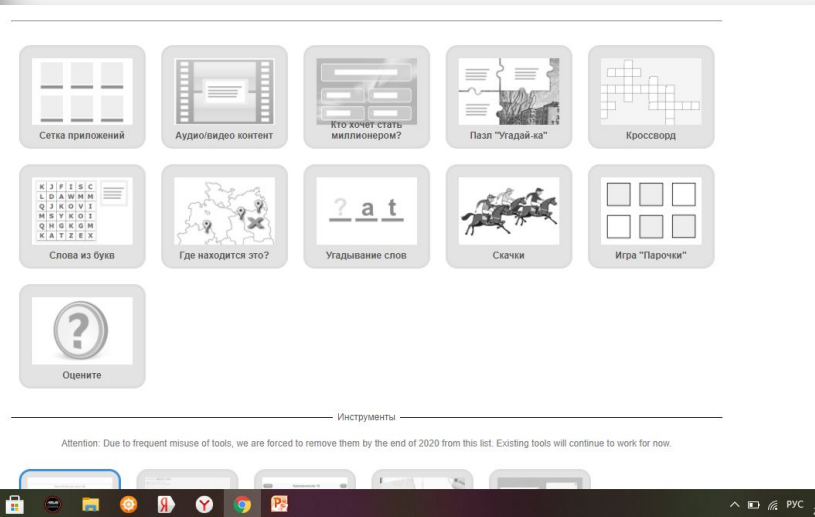 Сетка приложений
Аудио/видео контент
Кто хочет стать
миллионером?
Пазл "Угадай-ка"
Кроссворд
K J F I S C
L D A W M M
Q J K O V I
M S Y K O I
Q H G K G M
K A T Z E X
Слова из букв
Где находится это?
? a t
Угадывание слов
Скачки
Игра "Парочки"
?
Оцените
Инструменты
Attention: Due to frequent misuse of tools, we are forced to remove them by the end of 2020 from this list. Existing tools will continue to work for now.
РУС